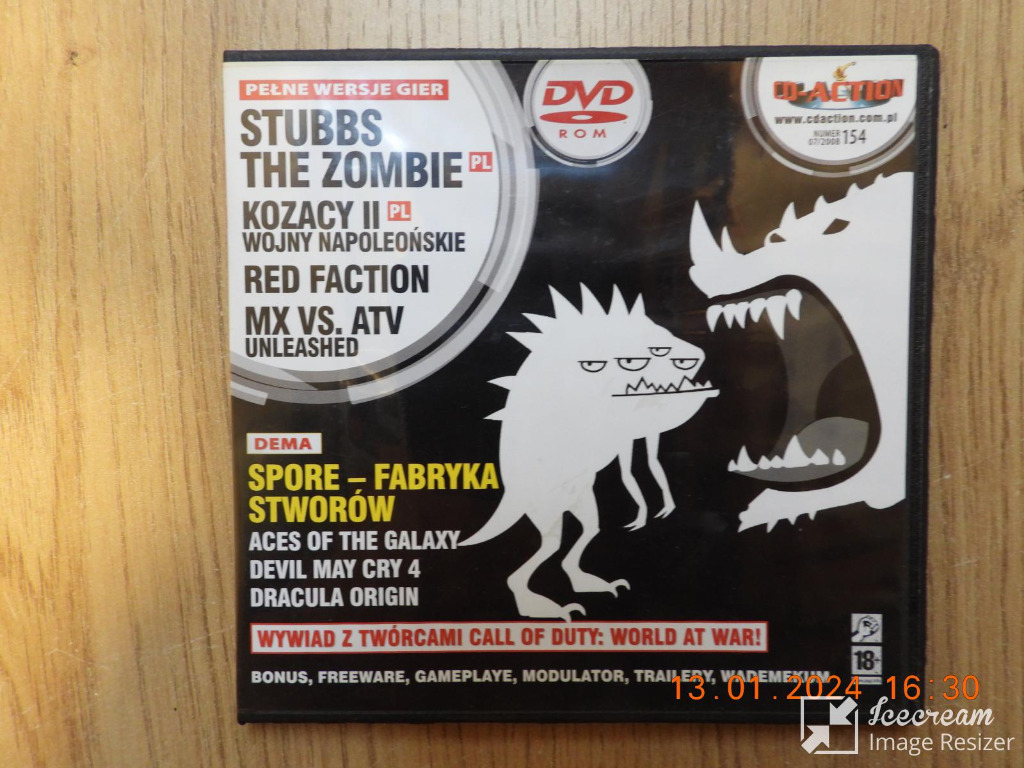 PEŁNE WERSJE GIER
STUBBS
THE ZOMBIE PL
KOZACY II PL
WOJNY NAPOLEOŃSKIE
RED FACTION
MX VS. ATV
UNLEASHED
DVD
ROM
CD-ACTION
www.cdaction.com.pl
NUMER
07/2008 154
DEMA
SPORE – FABRYKA
STWORÓW
ACES OF THE GALAXY
DEVIL MAY CRY 4
DRACULA ORIGIN
WYWIAD Z TWÓRCAMI CALL OF DUTY: WORLD AT WAR!
BONUS, FREEWARE, GAMEPLAYE, MODULATOR, TRAILERY, WADEMEKUM
18+
13.01.2024 16:30
Icecream
Image Resizer